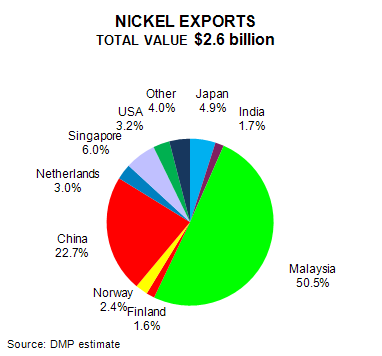 NICKEL EXPORTS
TOTAL VALUE $2.6 billion
Other
4.0%
Japan
4.9%
USA
3.2%
India
1.7%
Singapore
6.0%
Netherlands
3.0%
China
22.7%
Malaysia
50.5%
Norway
2.4%
Finland
1.6%
Source: DMP estimate